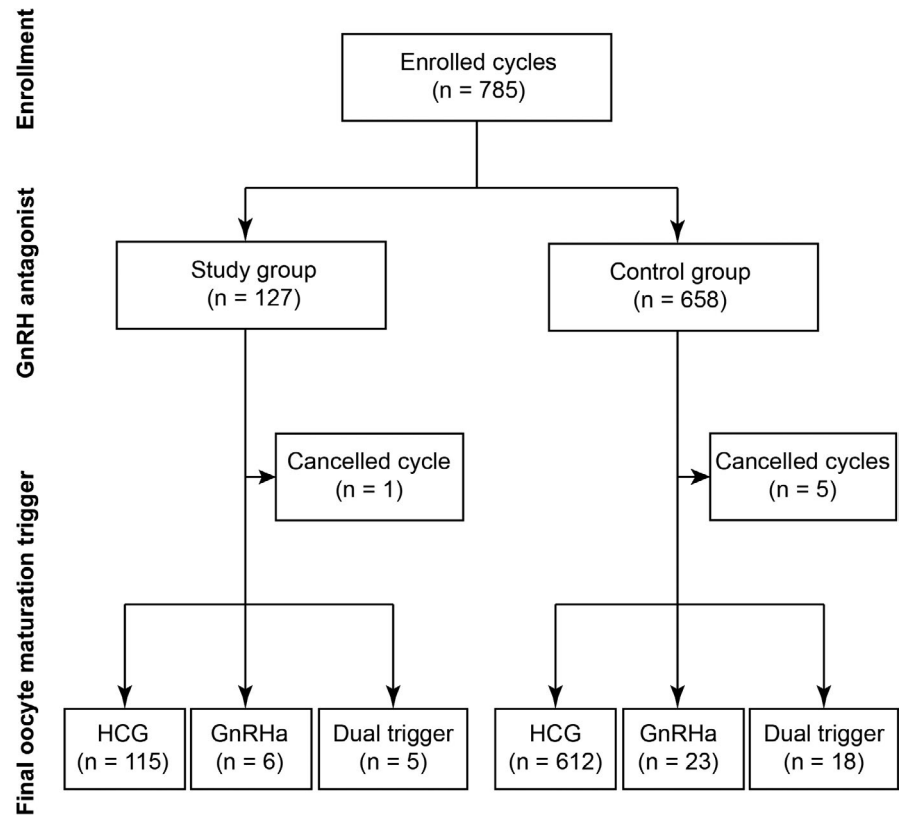 Enrollment
Enrolled cycles
(n = 785)
GnRH antagonist
Study group
(n = 127)
Control group
(n = 658)
Cancelled cycle
(n = 1)
Cancelled cycles
(n = 5)
Final oocyte maturation trigger
HCG
(n = 115)
GnRHa
(n = 6)
Dual trigger
(n = 5)
HCG
(n = 612)
GnRHa
(n = 23)
Dual trigger
(n = 18)